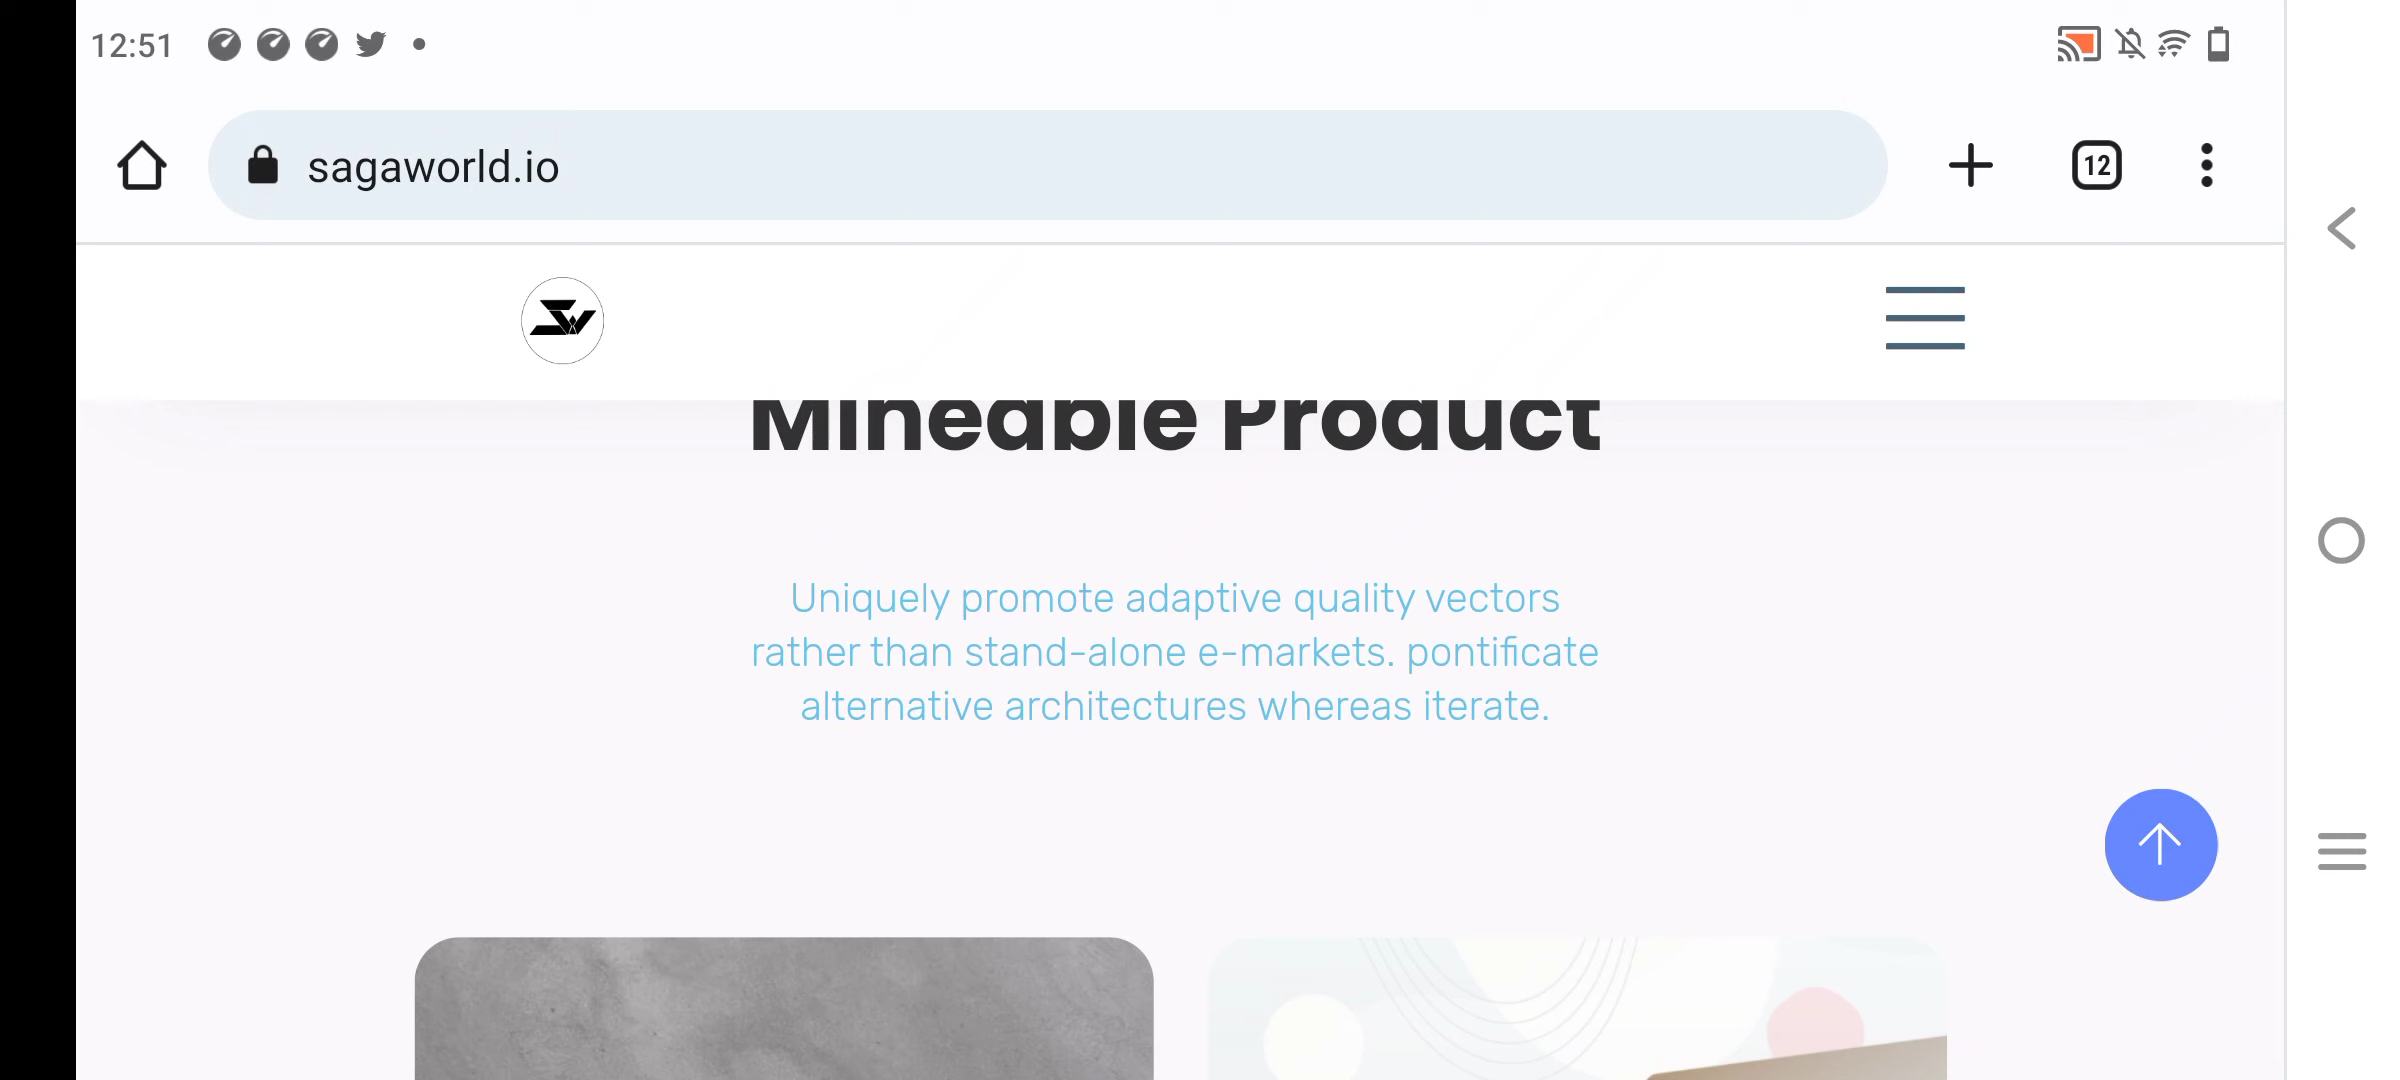 12:51
sagaworld.io
12
Mineable Product
Uniquely promote adaptive quality vectors
rather than stand-alone e-markets. pontificate
alternative architectures whereas iterate.